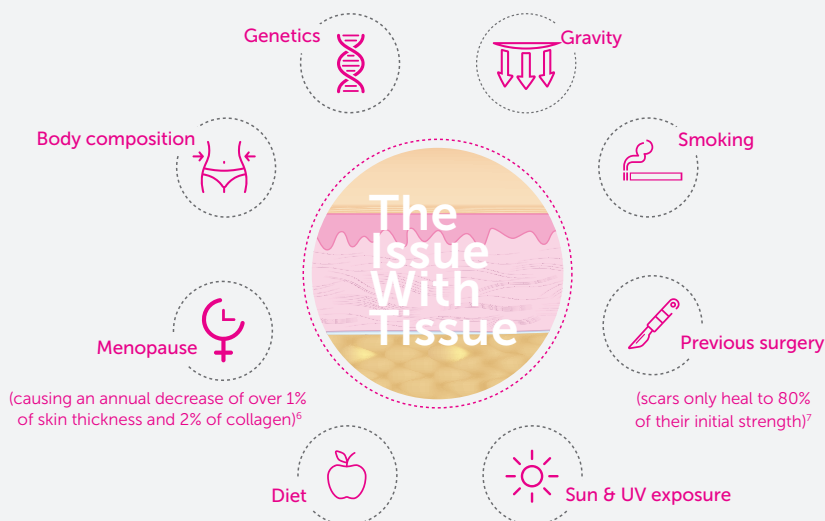 Genetics
Gravity
Body composition
Smoking
The
Issue
With
Tissue
Menopause
(causing an annual decrease of over 1%
of skin thickness and 2% of collagen)⁶
Previous surgery
(scars only heal to 80%
of their initial strength)⁷
Diet
Sun & UV exposure